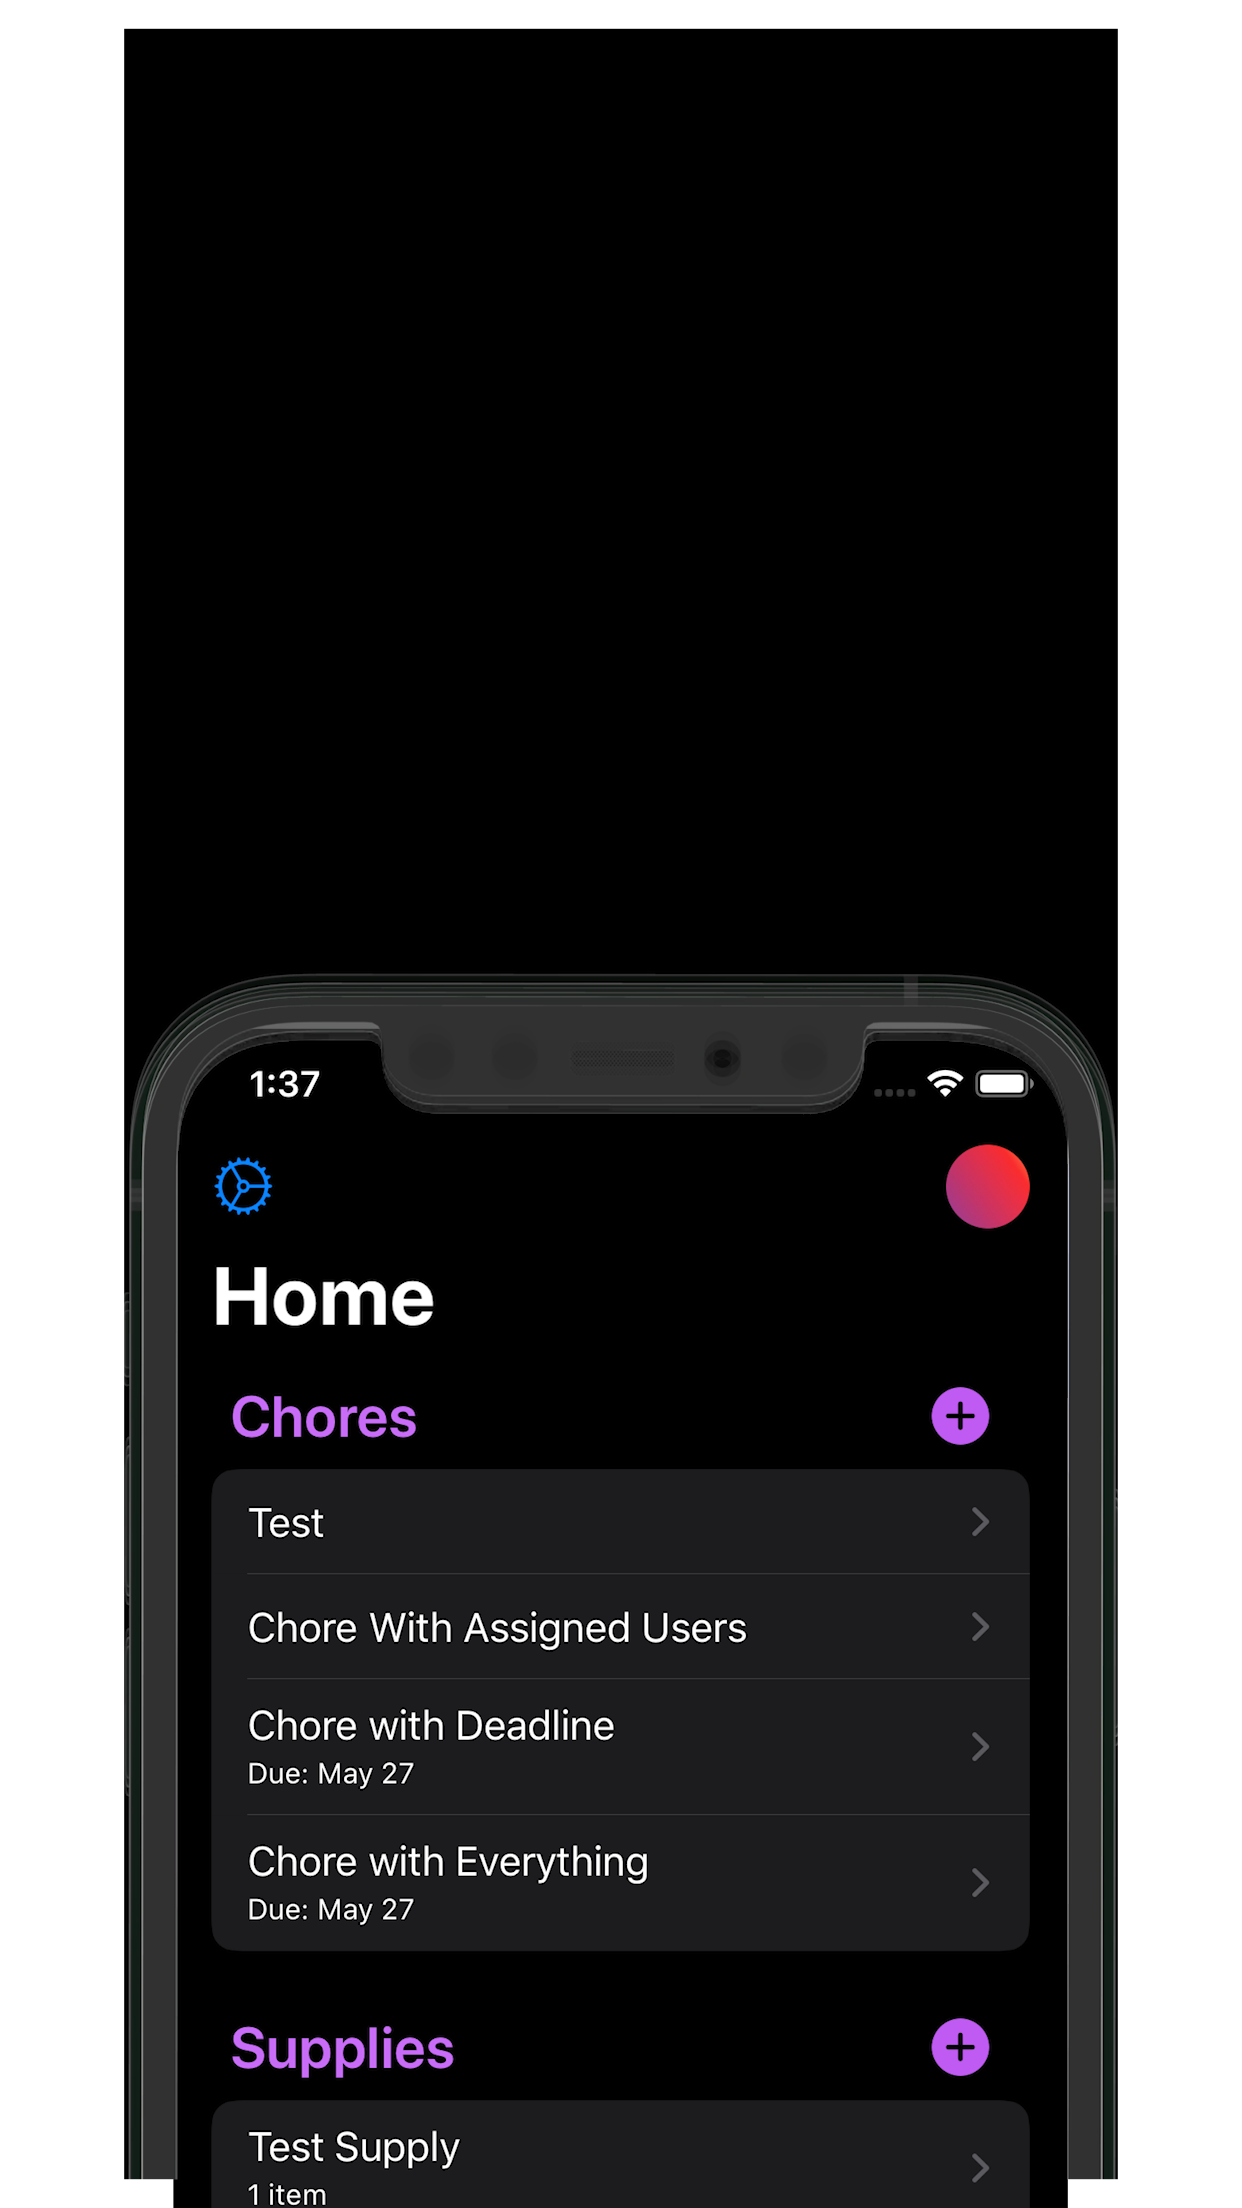 1:37
Home
Chores
Test
Chore With Assigned Users
Chore with Deadline
Due: May 27
Chore with Everything
Due: May 27
Supplies
Test Supply
1 item